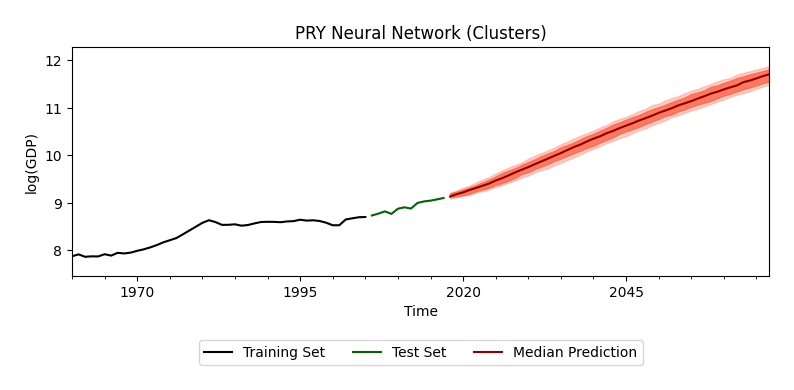 PRY Neural Network (Clusters)
12
11
10
9
8
log(GDP)
1970 1995 2020 2045
Time
Training Set Test Set Median Prediction